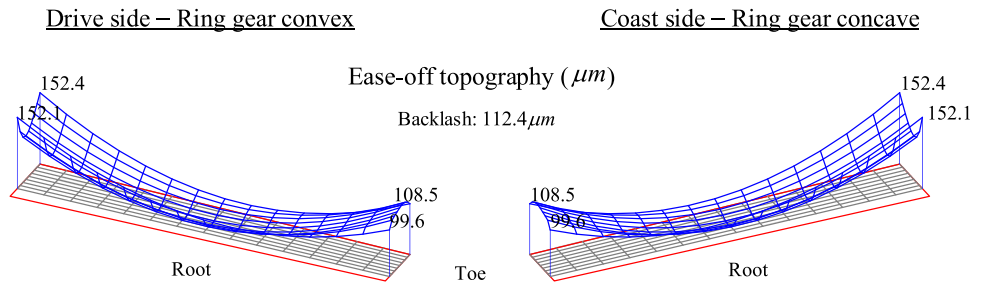 Drive side – Ring gear convex
Coast side – Ring gear concave
Ease-off topography (μm)
Backlash: 112.4μm
152.4
152.1
108.5
99.6
Root
Toe
152.4
152.1
108.5
99.6
Root